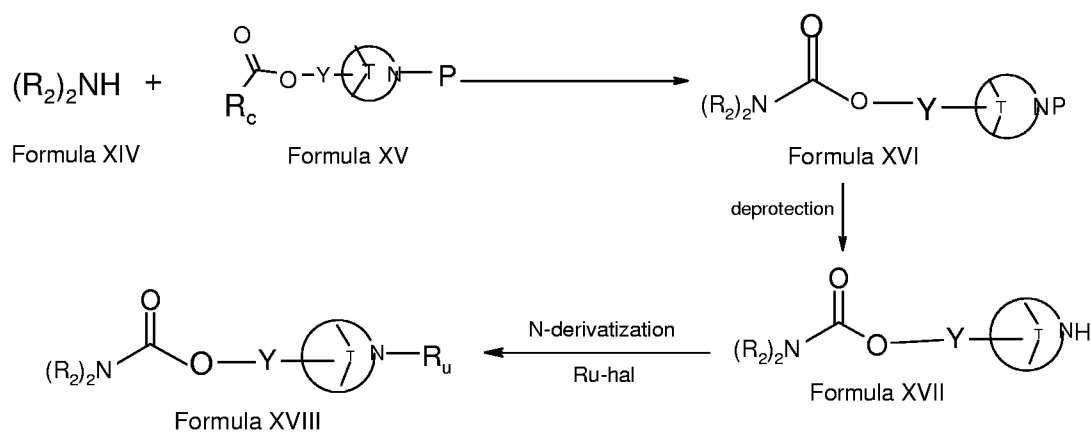 (R2)2NH + O Rc O Y T N P
Formula XIV Formula XV
O (R2)2N O Y T NP
Formula XVI
deprotection
O (R2)2N O Y T N Ru
Formula XVIII
N-derivatization
Ru-hal
O (R2)2N O Y T NH
Formula XVII